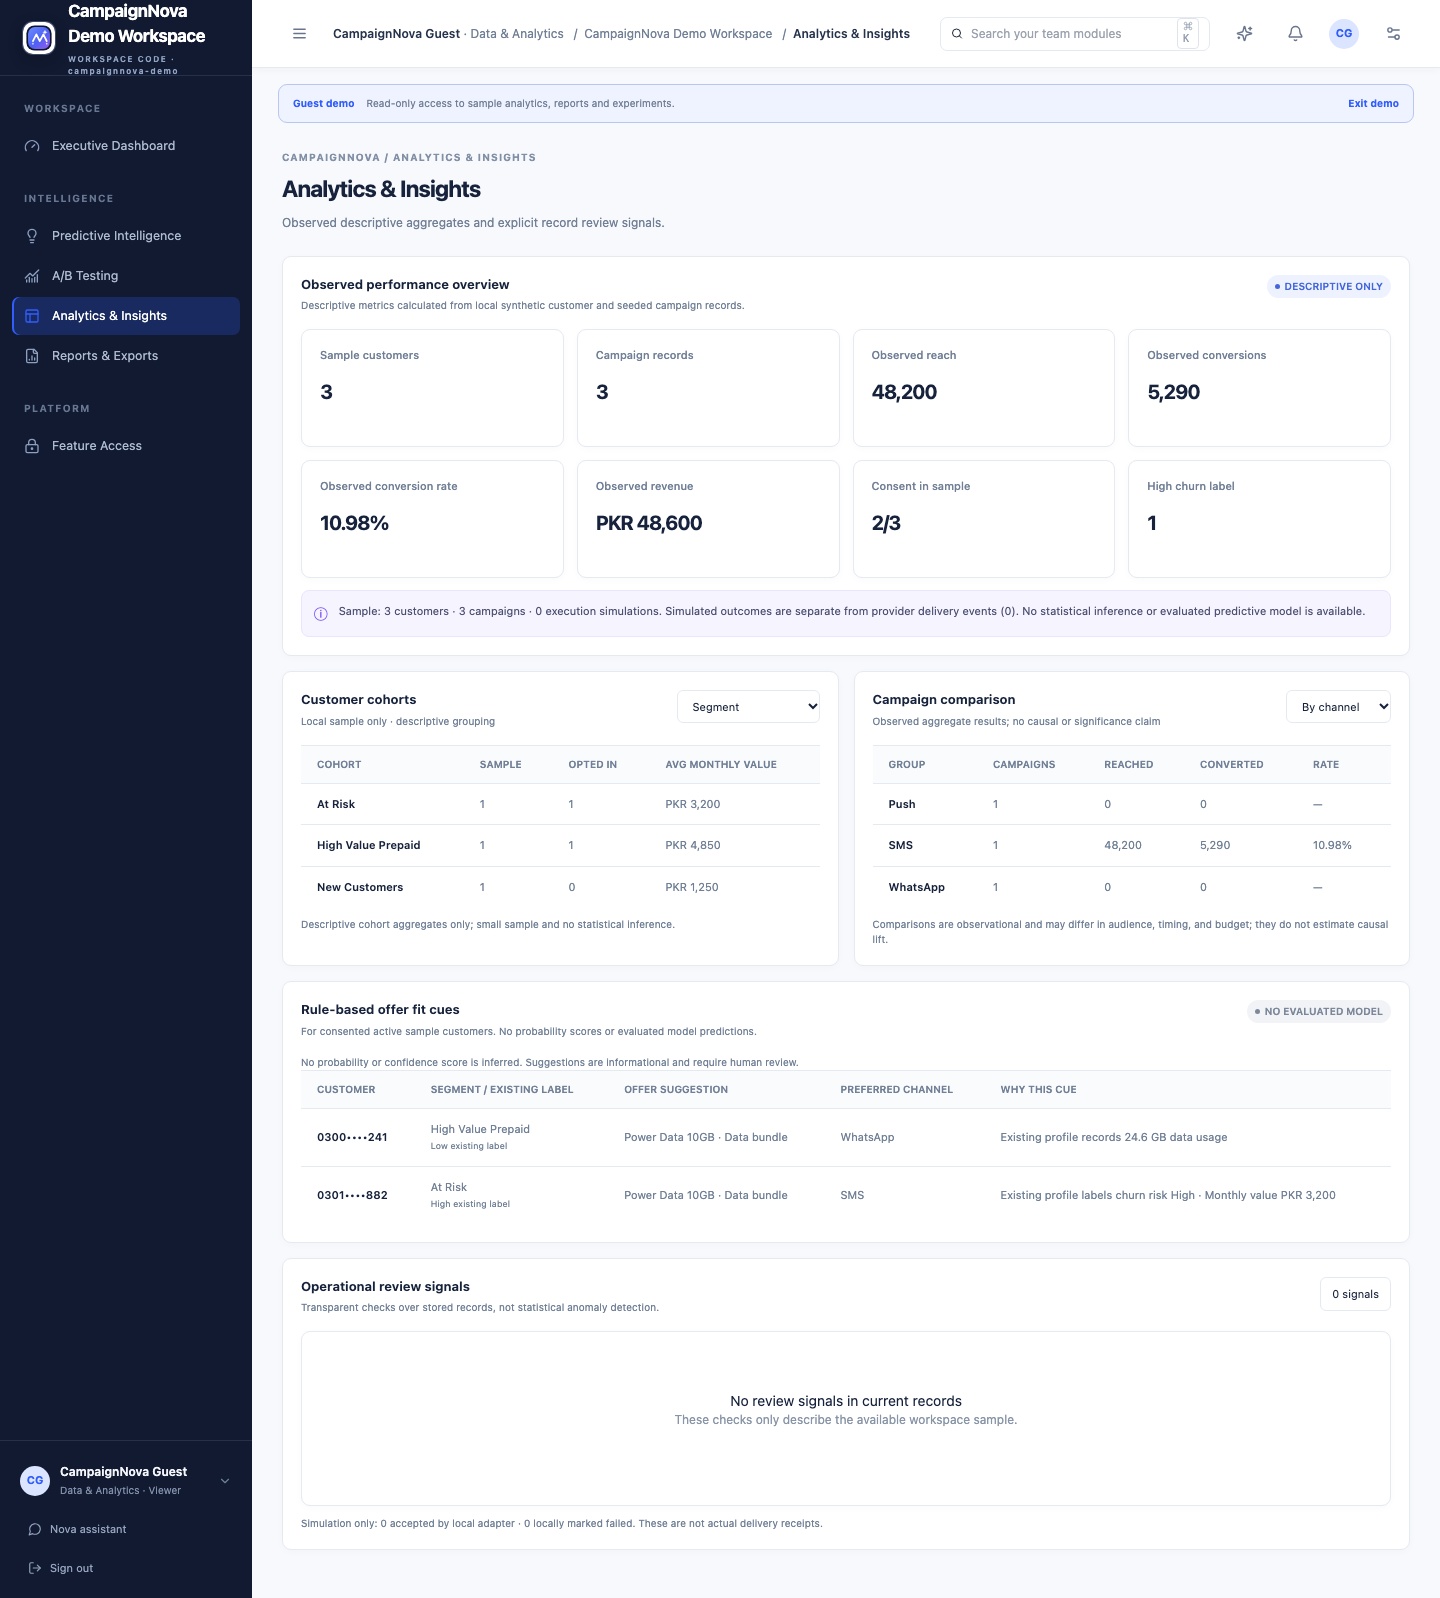 CampaignNova
Demo Workspace
WORKSPACE CODE ·
campaignnova-demo
WORKSPACE
Executive Dashboard
INTELLIGENCE
Predictive Intelligence
A/B Testing
Analytics & Insights
Reports & Exports
PLATFORM
Feature Access
CG
CampaignNova Guest
Data & Analytics · Viewer
Nova assistant
Sign out
CampaignNova Guest · Data & Analytics / CampaignNova Demo Workspace / Analytics & Insights
Search your team modules
⌘
K
CG
Guest demo Read-only access to sample analytics, reports and experiments. Exit demo
CAMPAIGNNOVA / ANALYTICS & INSIGHTS
Analytics & Insights
Observed descriptive aggregates and explicit record review signals.
Observed performance overview
DESCRIPTIVE ONLY
Descriptive metrics calculated from local synthetic customer and seeded campaign records.
Sample customers
3
Campaign records
3
Observed reach
48,200
Observed conversions
5,290
Observed conversion rate
10.98%
Observed revenue
PKR 48,600
Consent in sample
2/3
High churn label
1
Sample: 3 customers · 3 campaigns · 0 execution simulations. Simulated outcomes are separate from provider delivery events (0). No statistical inference or evaluated predictive model is available.
Customer cohorts
Local sample only · descriptive grouping
Segment
COHORT SAMPLE OPTED IN AVG MONTHLY VALUE
At Risk 1 1 PKR 3,200
High Value Prepaid 1 1 PKR 4,850
New Customers 1 0 PKR 1,250
Descriptive cohort aggregates only; small sample and no statistical inference.
Campaign comparison
Observed aggregate results; no causal or significance claim
By channel
GROUP CAMPAIGNS REACHED CONVERTED RATE
Push 1 0 0 —
SMS 1 48,200 5,290 10.98%
WhatsApp 1 0 0 —
Comparisons are observational and may differ in audience, timing, and budget; they do not estimate causal
lift.
Rule-based offer fit cues
NO EVALUATED MODEL
For consented active sample customers. No probability scores or evaluated model predictions.
No probability or confidence score is inferred. Suggestions are informational and require human review.
CUSTOMER SEGMENT / EXISTING LABEL OFFER SUGGESTION PREFERRED CHANNEL WHY THIS CUE
0300••••241 High Value Prepaid Power Data 10GB · Data bundle WhatsApp Existing profile records 24.6 GB data usage
Low existing label
0301••••882 At Risk Power Data 10GB · Data bundle SMS Existing profile labels churn risk High · Monthly value PKR 3,200
High existing label
Operational review signals
Transparent checks over stored records, not statistical anomaly detection.
0 signals
No review signals in current records
These checks only describe the available workspace sample.
Simulation only: 0 accepted by local adapter · 0 locally marked failed. These are not actual delivery receipts.